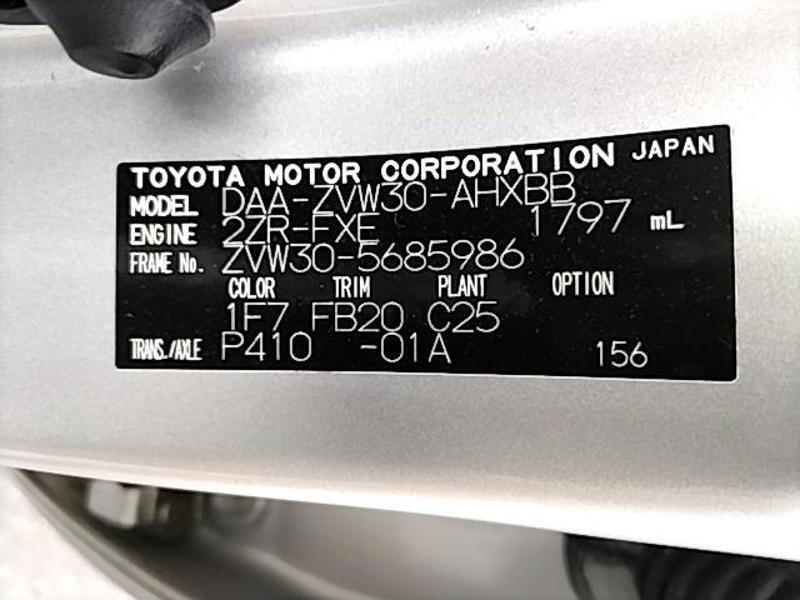 TOYOTA MOTOR CORPORATION JAPAN
MODEL DAA-ZVW30-AHXBB
ENGINE 2ZR-FXE 1797 mL
FRAME No. ZVW30-5685986
COLOR TRIM PLANT OPTION
1F7 FB20 C25
TRANS./AXLE P410 -01A 156